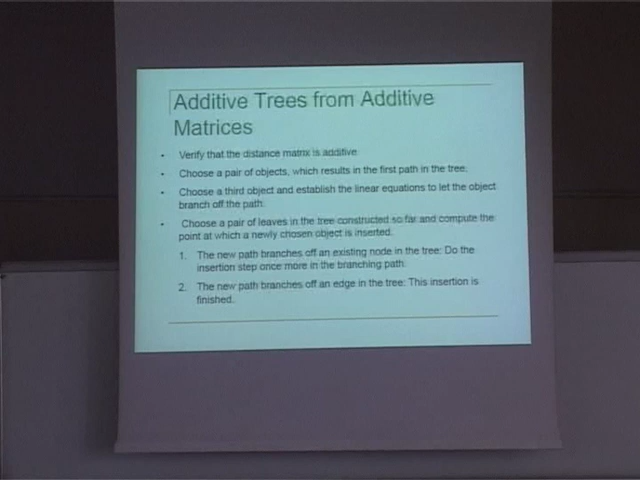 Additive Trees from Additive
Matrices
• Verify that the distance matrix is additive
• Choose a pair of objects, which results in the first path in the tree.
• Choose a third object and establish the linear equations to let the object
branch off the path.
• Choose a pair of leaves in the tree constructed so far and compute the
point at which a newly chosen object is inserted.
1. The new path branches off an existing node in the tree: Do the
insertion step once more in the branching path.
2. The new path branches off an edge in the tree: This insertion is
finished.